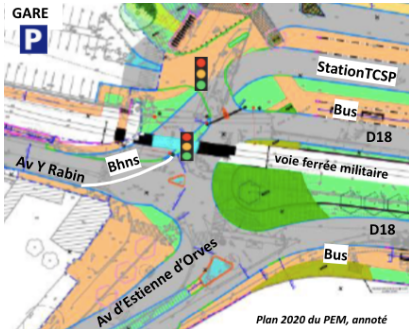 GARE
P
StationTCSP
Bus
D18
Av Y Rabin
Bhns
voie ferrée militaire
D18
Bus
Av d'Estienne d'Orves
Plan 2020 du PEM, annoté